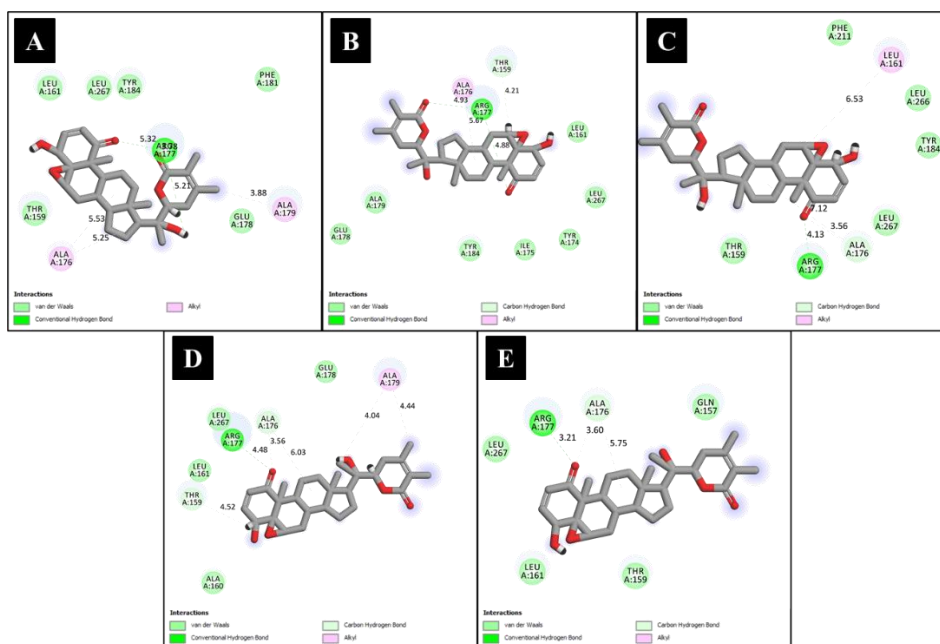 A
LEU
A:161
LEU
A:267
TYR
A:184
PHE
A:181
5.32
A:177
5.21
3.88
ALA
A:179
GLU
A:178
THR
A:159
5.53
5.25
ALA
A:176
Interactions
van der Waals
Conventional Hydrogen Bond
Alkyl
B
THR
A:159
ALA
A:176
4.93
ARG
A:177
5.67
4.21
4.88
LEU
A:161
LEU
A:267
ALA
A:179
GLU
A:178
TYR
A:184
ILE
A:175
TYR
A:174
Interactions
van der Waals
Conventional Hydrogen Bond
Carbon Hydrogen Bond
Alkyl
C
PHE
A:211
LEU
A:161
6.53
LEU
A:266
TYR
A:184
7.12
3.56
4.13
LEU
A:267
ALA
A:176
THR
A:159
ARG
A:177
Interactions
van der Waals
Conventional Hydrogen Bond
Carbon Hydrogen Bond
Alkyl
D
GLU
A:178
ALA
A:179
4.04
4.44
LEU
A:267
ARG
A:177
ALA
A:176
3.56
4.48
6.03
LEU
A:161
THR
A:159
4.52
ALA
A:160
Interactions
van der Waals
Conventional Hydrogen Bond
Carbon Hydrogen Bond
Alkyl
E
ARG
A:177
ALA
A:176
GLN
A:157
3.21
3.60
5.75
LEU
A:267
LEU
A:161
THR
A:159
Interactions
van der Waals
Conventional Hydrogen Bond
Carbon Hydrogen Bond
Alkyl